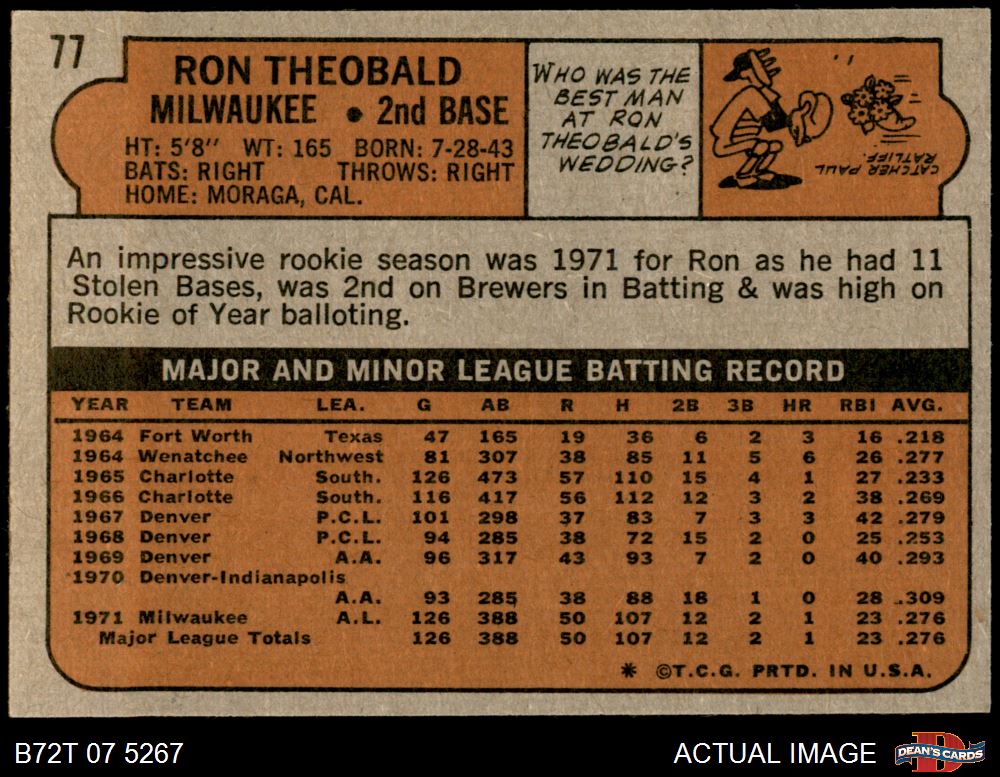 77
RON THEOBALD
MILWAUKEE • 2nd BASE
HT: 5'8" WT: 165 BORN: 7-28-43
BATS: RIGHT THROWS: RIGHT
HOME: MORAGA, CAL.
WHO WAS THE
BEST MAN
AT RON
THEOBALD'S
WEDDING?
CATCHER PAUL
RATLIFF.
An impressive rookie season was 1971 for Ron as he had 11
Stolen Bases, was 2nd on Brewers in Batting & was high on
Rookie of Year balloting.
MAJOR AND MINOR LEAGUE BATTING RECORD
YEAR TEAM LEA. G AB R H 2B 3B HR RBI AVG.
1964 Fort Worth Texas 47 165 19 36 6 2 3 16 .218
1964 Wenatchee Northwest 81 307 38 85 11 5 6 26 .277
1965 Charlotte South. 126 473 57 110 15 4 1 27 .233
1966 Charlotte South. 116 417 56 112 12 3 2 38 .269
1967 Denver P.C.L. 101 298 37 83 7 3 3 42 .279
1968 Denver P.C.L. 94 285 38 72 15 2 0 25 .253
1969 Denver A.A. 96 317 43 93 7 2 0 40 .293
1970 Denver-Indianapolis
A.A. 93 285 38 88 18 1 0 28 .309
1971 Milwaukee A.L. 126 388 50 107 12 2 1 23 .276
Major League Totals 126 388 50 107 12 2 1 23 .276
* ©T.C.G. PRTD. IN U.S.A.
B72T 07 5267
ACTUAL IMAGE
DEAN'S CARDS